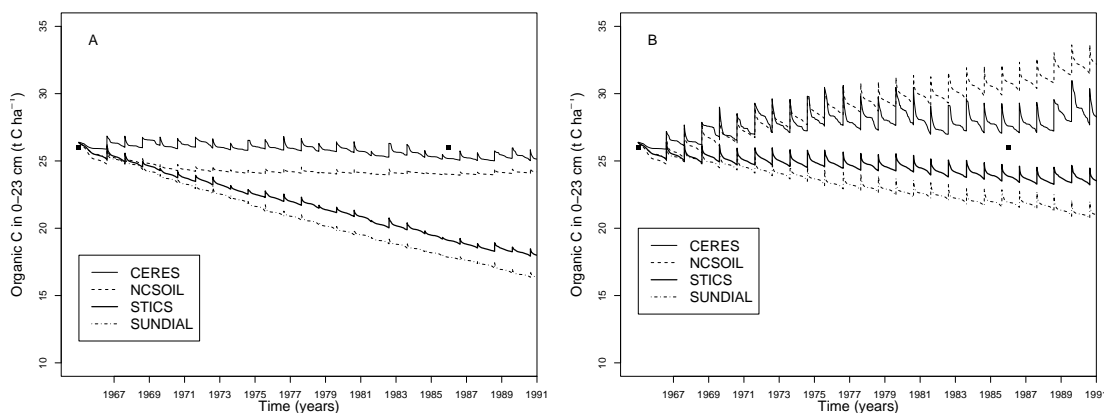 A
Organic C in 0–23 cm (t C ha⁻¹)
35
30
25
20
15
10
CERES
NCSOIL
STICS
SUNDIAL
1967 1969 1971 1973 1975 1977 1979 1981 1983 1985 1987 1989 1991
Time (years)
B
Organic C in 0–23 cm (t C ha⁻¹)
35
30
25
20
15
10
CERES
NCSOIL
STICS
SUNDIAL
1967 1969 1971 1973 1975 1977 1979 1981 1983 1985 1987 1989 1991
Time (years)